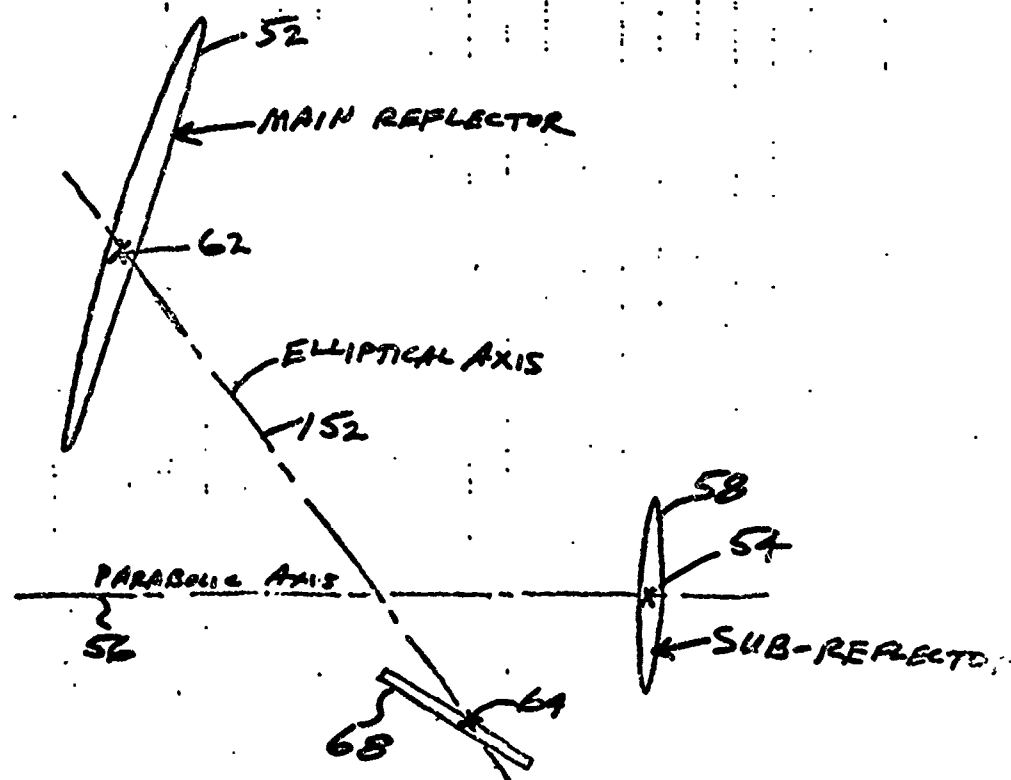 52
MAIN REFLECTOR
62
ELLIPTICAL AXIS
152
58
54
PARABOLIC AXIS
56
SUB-REFLECTOR
64
68